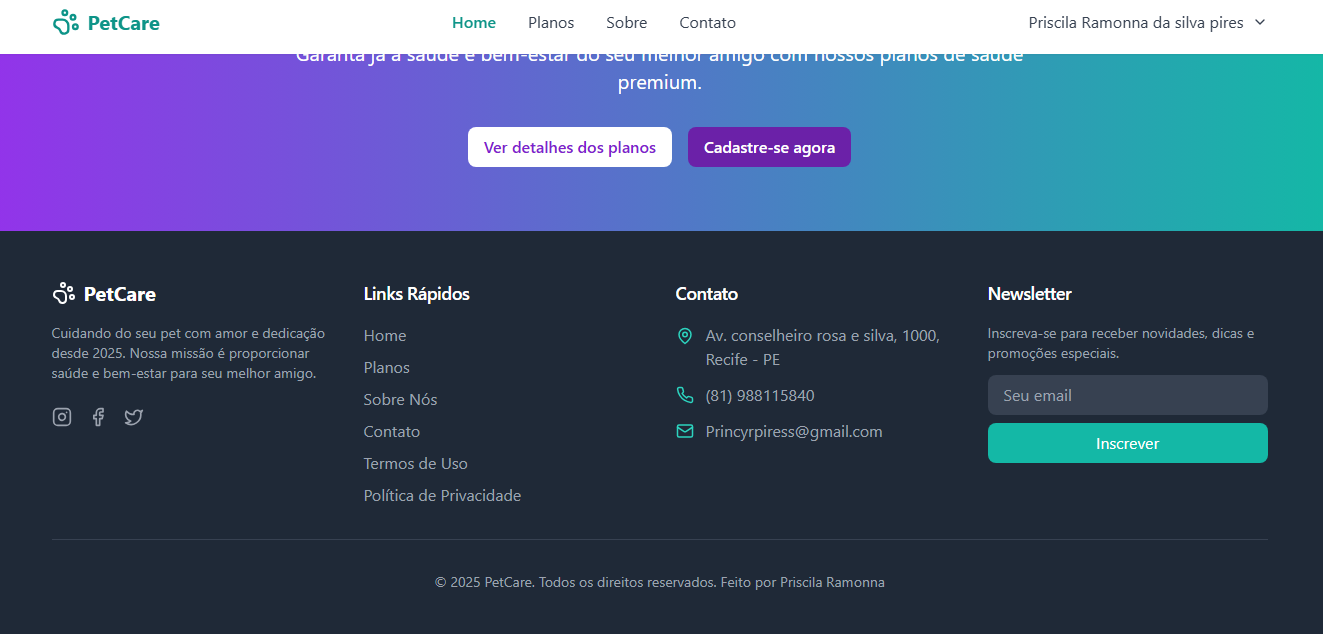 PetCare
Home Planos Sobre Contato
Priscila Ramonna da silva pires
Garanta já a saúde e bem-estar do seu melhor amigo com nossos planos de saúde
premium.
Ver detalhes dos planos
Cadastre-se agora
PetCare
Cuidando do seu pet com amor e dedicação
desde 2025. Nossa missão é proporcionar
saúde e bem-estar para seu melhor amigo.
Links Rápidos
Home
Planos
Sobre Nós
Contato
Termos de Uso
Política de Privacidade
Contato
Av. conselheiro rosa e silva, 1000,
Recife - PE
(81) 988115840
Princyrpiress@gmail.com
Newsletter
Inscreva-se para receber novidades, dicas e
promoções especiais.
Seu email
Inscrever
© 2025 PetCare. Todos os direitos reservados. Feito por Priscila Ramonna